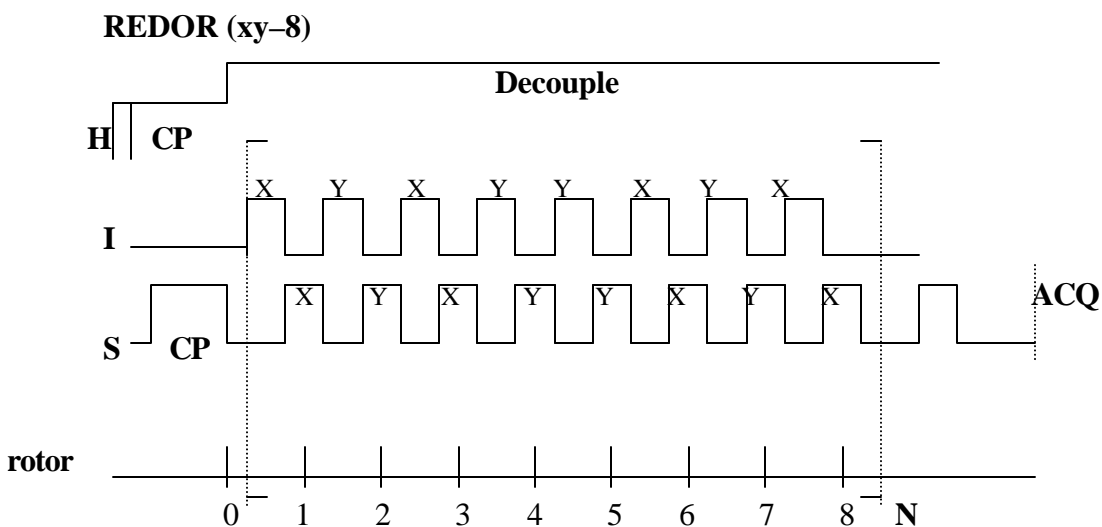 REDOR (xy–8)
Decouple
H CP
X Y X Y Y X Y X
I
X Y X Y Y X Y X ACQ
S CP
rotor
0 1 2 3 4 5 6 7 8 N